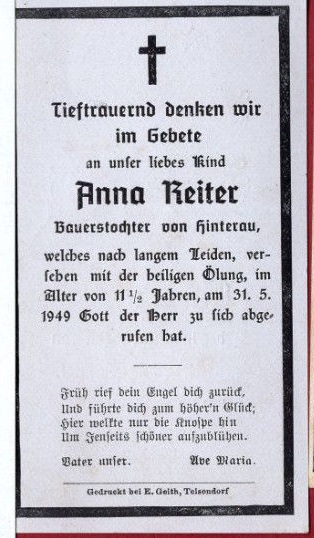 Tieftrauernd denken wir
im Gebete
an unser liebes Kind
Anna Reiter
Bauerstochter von Hinterau,
welches nach langem Leiden, ver-
sehen mit der heiligen Ölung, im
Alter von 11 1/2 Jahren, am 31. 5.
1949 Gott der Herr zu sich abge-
rufen hat.
Früh rief dein Engel dich zurück,
Und führte dich zum höher'n Glück;
Hier welkte nur die Knospe hin
Um Jenseits schöner aufzublühen.
Vater unser. Ave Maria.
Gedruckt bei E. Geith, Teisendorf